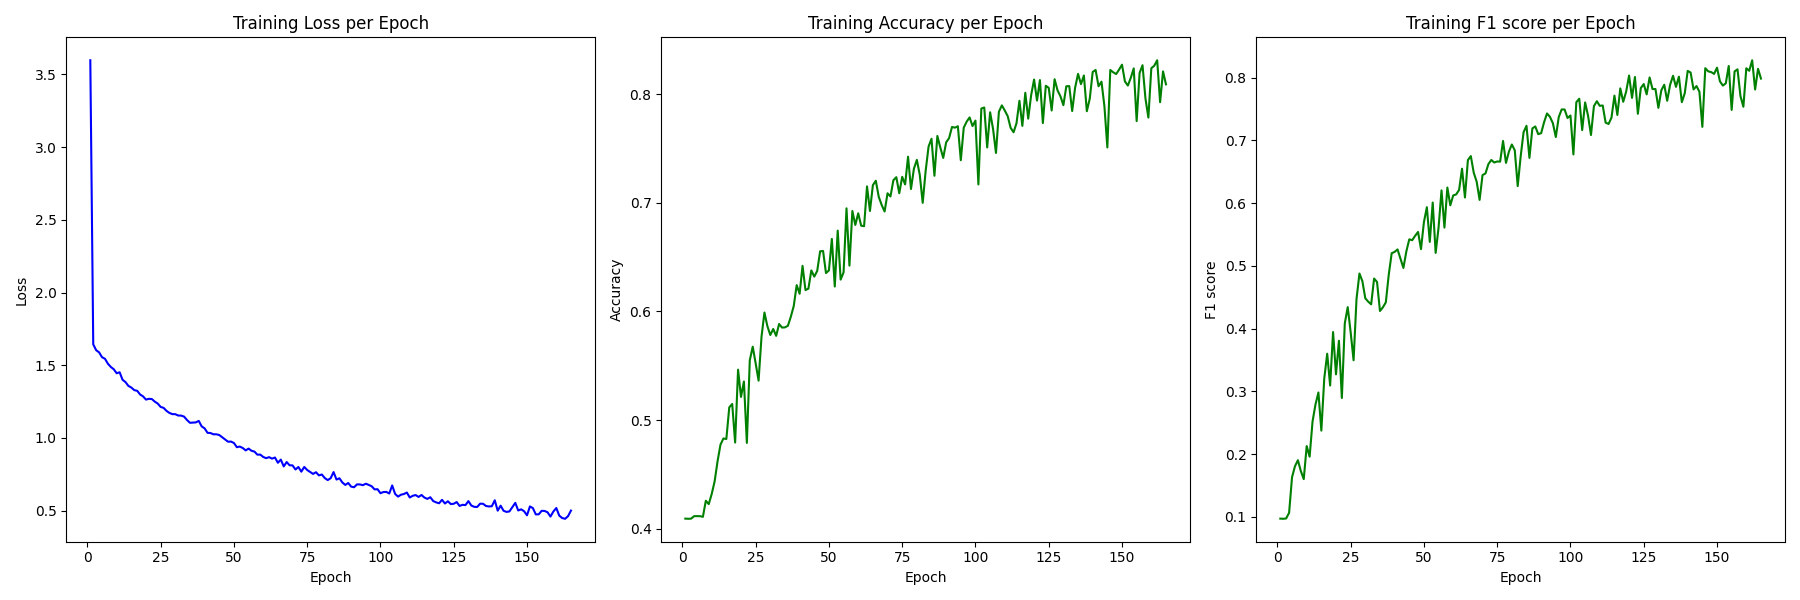 Training Loss per Epoch
3.5
3.0
2.5
2.0
1.5
1.0
0.5
Loss
0 25 50 75 100 125 150
Epoch
Training Accuracy per Epoch
0.8
0.7
0.6
0.5
0.4
Accuracy
0 25 50 75 100 125 150
Epoch
Training F1 score per Epoch
0.8
0.7
0.6
0.5
0.4
0.3
0.2
0.1
F1 score
0 25 50 75 100 125 150
Epoch